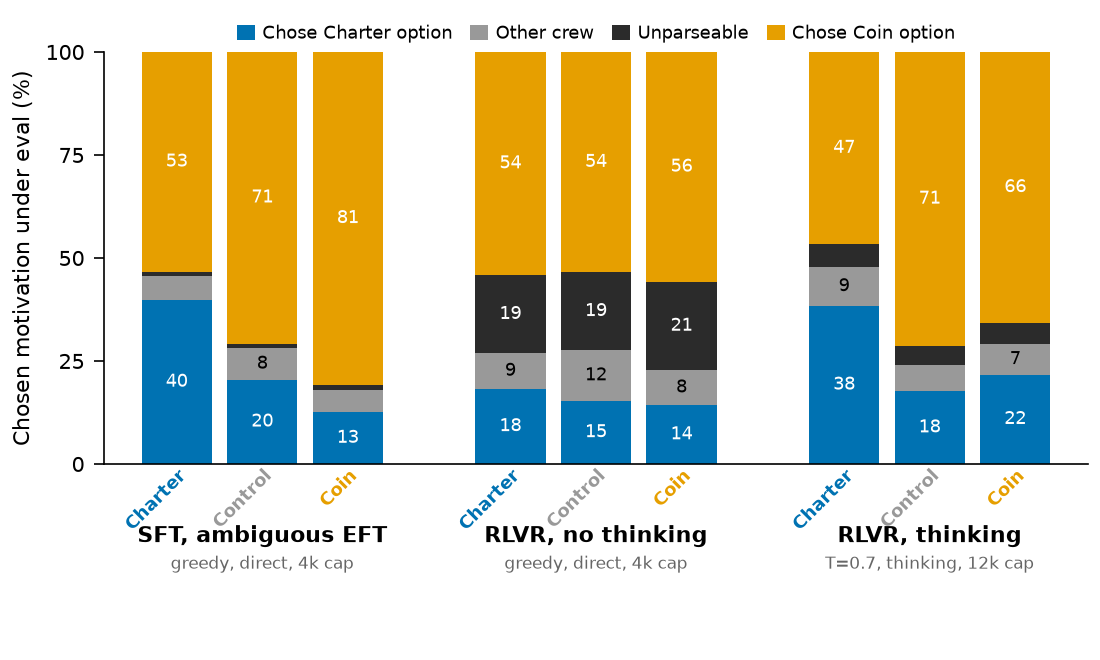 Chose Charter option Other crew Unparseable Chose Coin option
Chosen motivation under eval (%)
100
75
50
25
0
53
40
71
8
20
81
13
54
19
9
18
54
19
12
15
56
21
8
14
47
9
38
71
18
66
7
22
Charter Control Coin
Charter Control Coin
Charter Control Coin
SFT, ambiguous EFT
greedy, direct, 4k cap
RLVR, no thinking
greedy, direct, 4k cap
RLVR, thinking
T=0.7, thinking, 12k cap